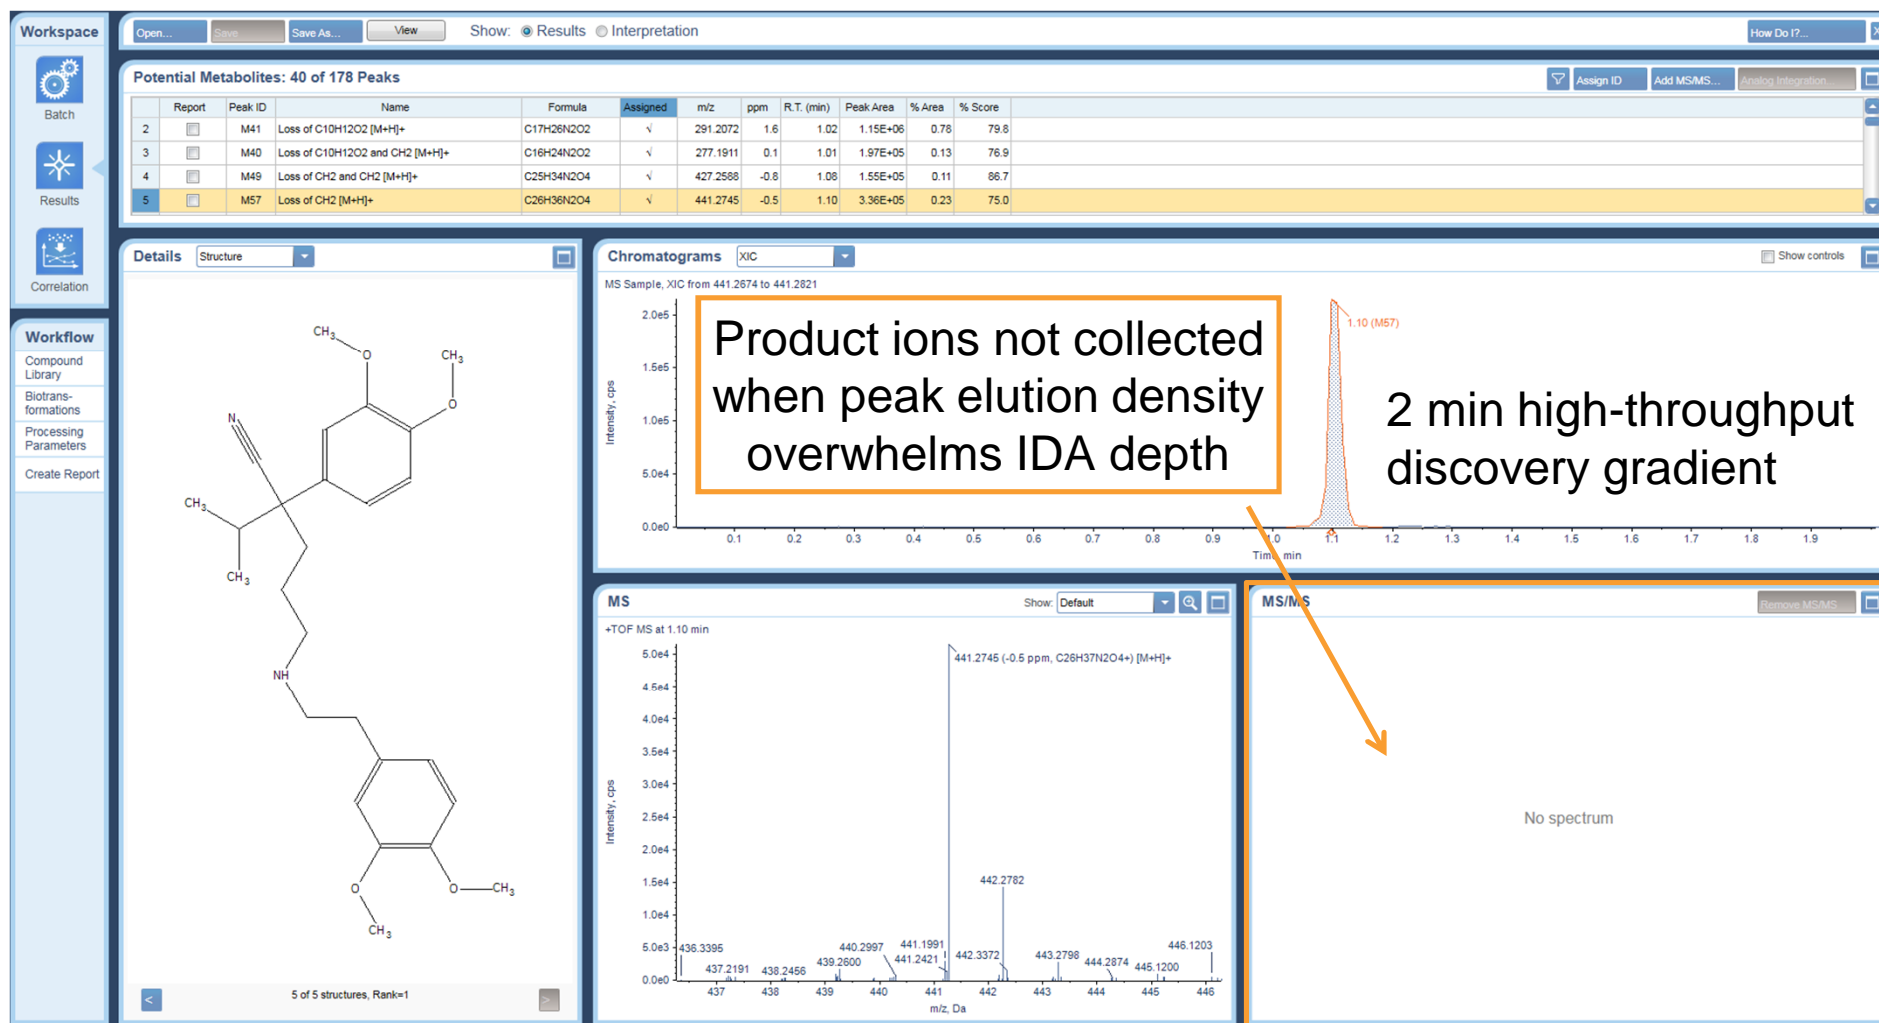 Workspace
Batch
Results
Correlation
Workflow
Compound
Library
Biotrans-
formations
Processing
Parameters
Create Report
Open... Save Save As... View Show: Results Interpretation How Do I?... X
Potential Metabolites: 40 of 178 Peaks Assign ID Add MS/MS... Analog Integration...
Report Peak ID Name Formula Assigned m/z ppm R.T. (min) Peak Area % Area % Score
2 M41 Loss of C10H12O2 [M+H]+ C17H26N2O2 √ 291.2072 1.6 1.02 1.15E+06 0.78 79.8
3 M40 Loss of C10H12O2 and CH2 [M+H]+ C16H24N2O2 √ 277.1911 0.1 1.01 1.97E+05 0.13 76.9
4 M49 Loss of CH2 and CH2 [M+H]+ C25H34N2O4 √ 427.2588 -0.8 1.08 1.55E+05 0.11 86.7
5 M57 Loss of CH2 [M+H]+ C26H36N2O4 √ 441.2745 -0.5 1.10 3.36E+05 0.23 75.0
Details Structure
CH3
O
CH3
O
N
CH3
CH3
NH
O
O
CH3
CH3
< 5 of 5 structures, Rank=1 >
Chromatograms XIC Show controls
MS Sample, XIC from 441.2674 to 441.2821
Intensity, cps
2.0e5
1.5e5
1.0e5
5.0e4
0.0e0
1.10 (M57)
Product ions not collected
when peak elution density
overwhelms IDA depth
2 min high-throughput
discovery gradient
0.1 0.2 0.3 0.4 0.5 0.6 0.7 0.8 0.9 1.0 1.1 1.2 1.3 1.4 1.5 1.6 1.7 1.8 1.9
Time, min
MS Show: Default
+TOF MS at 1.10 min
Intensity, cps
5.0e4
4.5e4
4.0e4
3.5e4
3.0e4
2.5e4
2.0e4
1.5e4
1.0e4
5.0e3
0.0e0
441.2745 (-0.5 ppm, C26H37N2O4+) [M+H]+
442.2782
436.3395
437.2191
438.2456
439.2600
440.2997
441.1991
441.2421
442.3372
443.2798
444.2874
445.1200
446.1203
437 438 439 440 441 442 443 444 445 446
m/z, Da
MS/MS Remove MS/MS
No spectrum